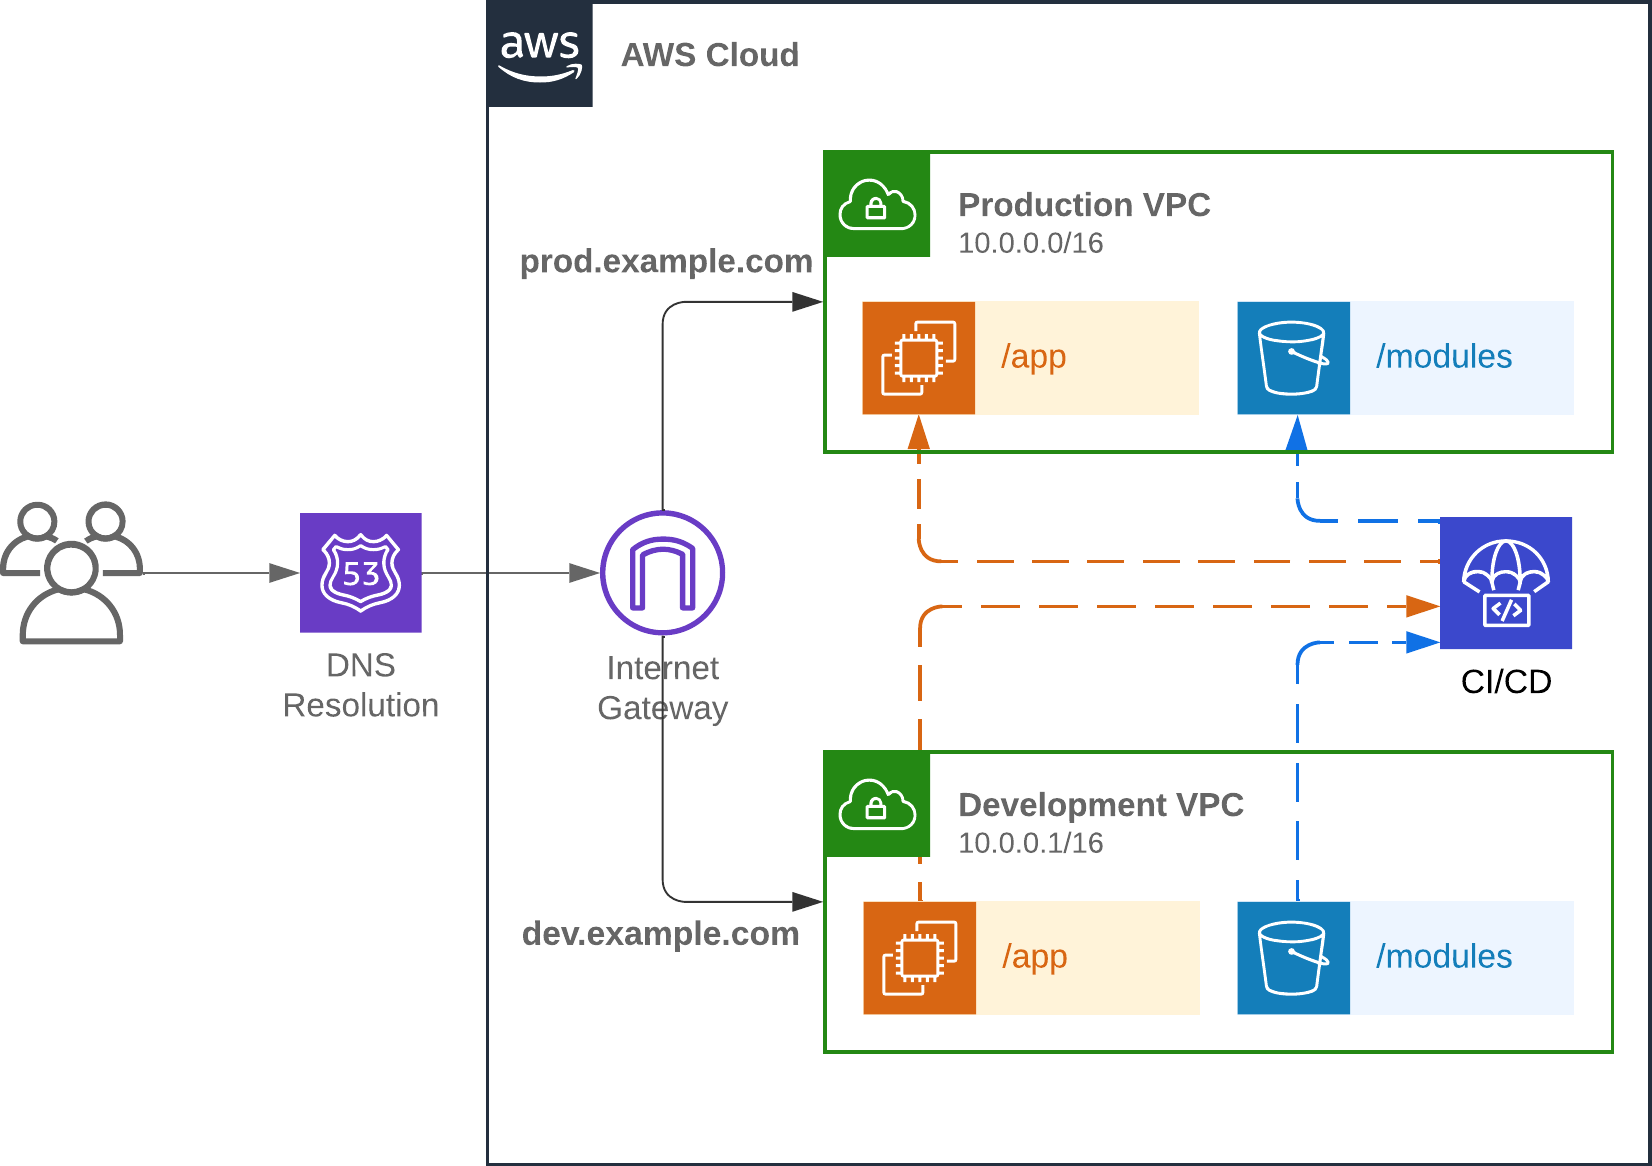 aws
AWS Cloud
Production VPC
10.0.0.0/16
prod.example.com
/app
/modules
53
DNS
Resolution
Internet
Gateway
</>
CI/CD
Development VPC
10.0.0.1/16
dev.example.com
/app
/modules